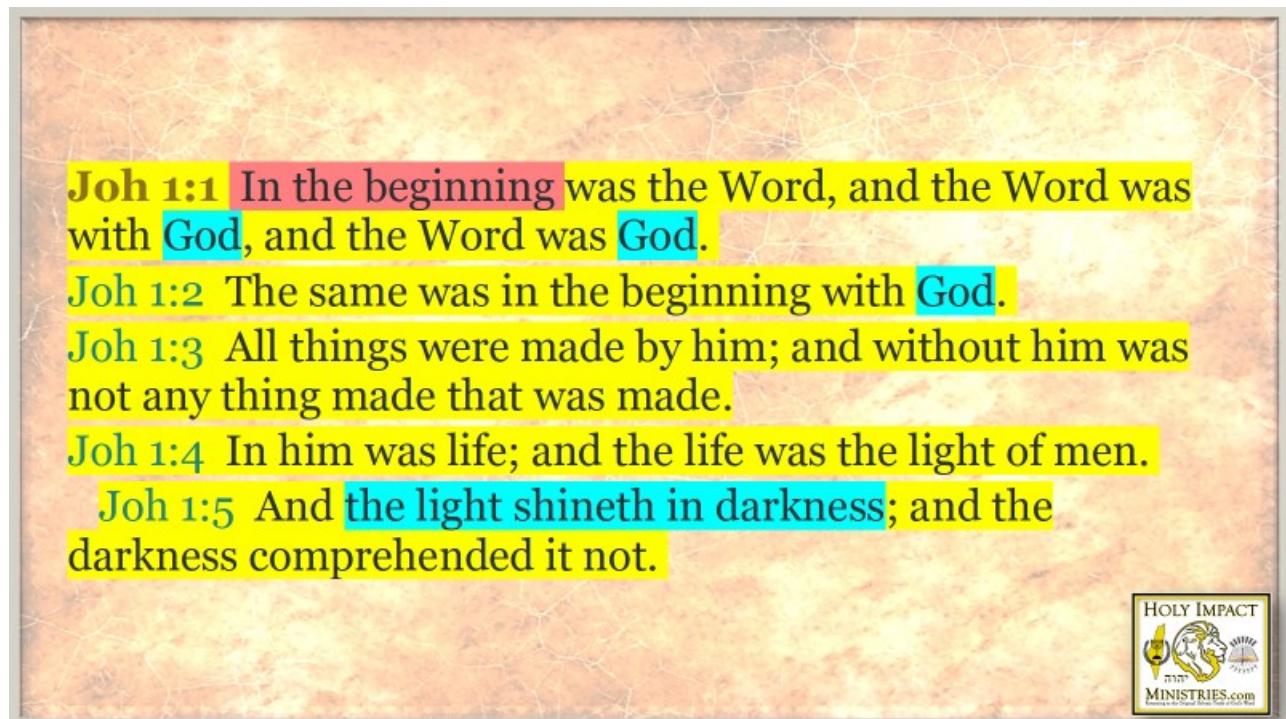 Joh 1:1 In the beginning was the Word, and the Word was
with God, and the Word was God.
Joh 1:2 The same was in the beginning with God.
Joh 1:3 All things were made by him; and without him was
not any thing made that was made.
Joh 1:4 In him was life; and the life was the light of men.
Joh 1:5 And the light shineth in darkness; and the
darkness comprehended it not.
HOLY IMPACT
יהוה
MINISTRIES.com